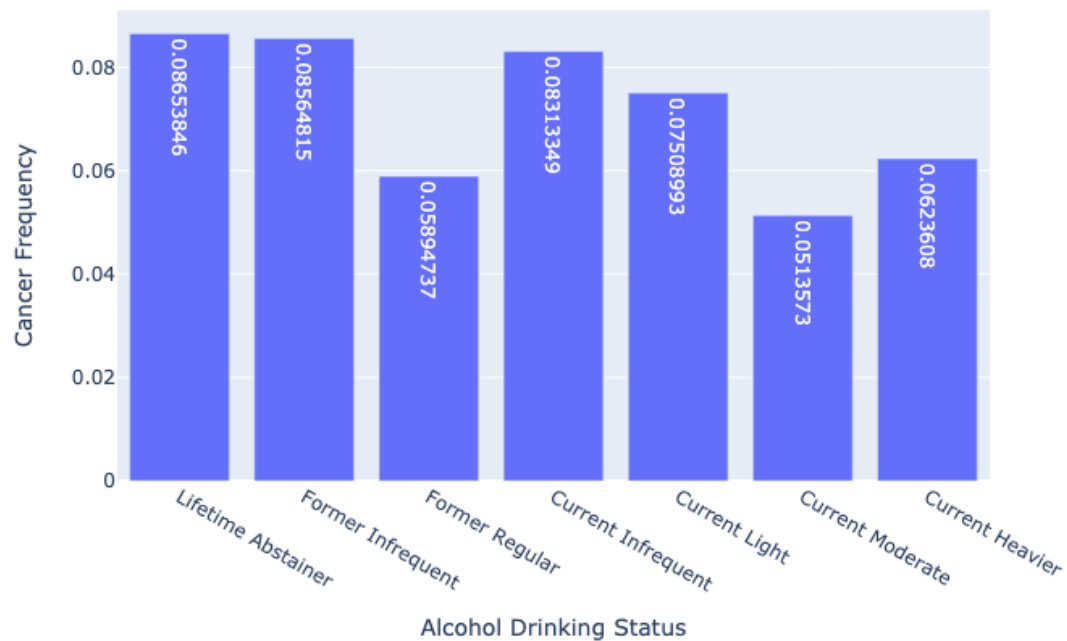 0.08
0.06
0.04
0.02
0
Cancer Frequency
0.08653846
0.08564815
0.05894737
0.08313349
0.07508993
0.0513573
0.0623608
Lifetime Abstainer
Former Infrequent
Former Regular
Current Infrequent
Current Light
Current Moderate
Current Heavier
Alcohol Drinking Status